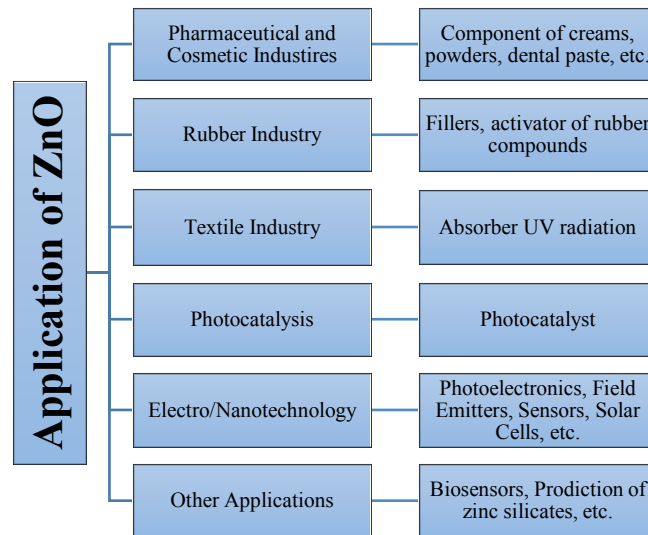 Application of ZnO
Pharmaceutical and
Cosmetic Industires
Component of creams,
powders, dental paste, etc.
Rubber Industry
Fillers, activator of rubber
compounds
Textile Industry
Absorber UV radiation
Photocatalysis
Photocatalyst
Electro/Nanotechnology
Photoelectronics, Field
Emitters, Sensors, Solar
Cells, etc.
Other Applications
Biosensors, Prodiction of
zinc silicates, etc.